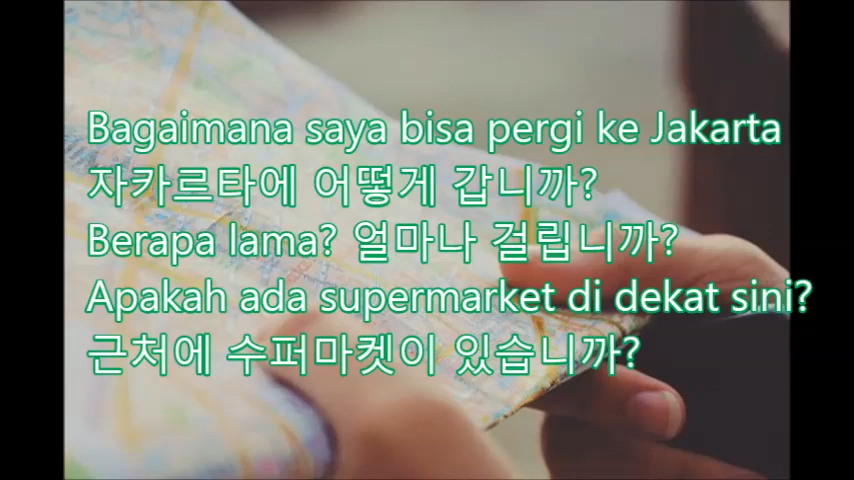 Bagaimana saya bisa pergi ke Jakarta
자카르타에 어떻게 갑니까?
Berapa lama? 얼마나 걸립니까?
Apakah ada supermarket di dekat sini?
근처에 수퍼마켓이 있습니까?